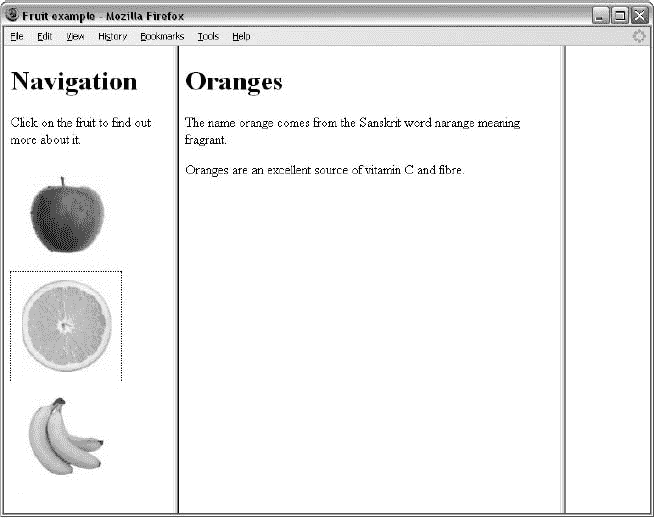 Fruit example - Mozilla Firefox
File Edit View History Bookmarks Tools Help
Navigation
Click on the fruit to find out
more about it.
Oranges
The name orange comes from the Sanskrit word narange meaning
fragrant.
Oranges are an excellent source of vitamin C and fibre.